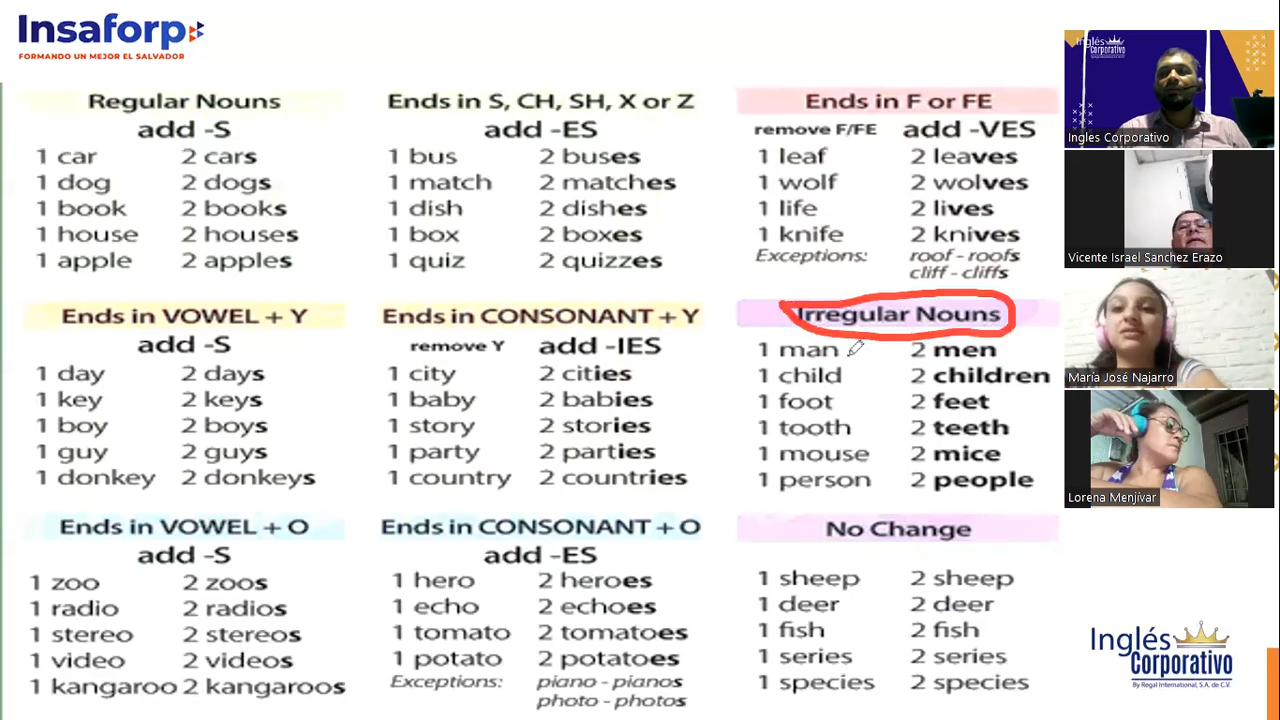 Insaforp
FORMANDO UN MEJOR EL SALVADOR
Regular Nouns
add -S
1 car 2 cars
1 dog 2 dogs
1 book 2 books
1 house 2 houses
1 apple 2 apples
Ends in S, CH, SH, X or Z
add -ES
1 bus 2 buses
1 match 2 matches
1 dish 2 dishes
1 box 2 boxes
1 quiz 2 quizzes
Ends in F or FE
remove F/FE add -VES
1 leaf 2 leaves
1 wolf 2 wolves
1 life 2 lives
1 knife 2 knives
Exceptions: roof - roofs
cliff - cliffs
Ends in VOWEL + Y
add -S
1 day 2 days
1 key 2 keys
1 boy 2 boys
1 guy 2 guys
1 donkey 2 donkeys
Ends in CONSONANT + Y
remove Y add -IES
1 city 2 cities
1 baby 2 babies
1 story 2 stories
1 party 2 parties
1 country 2 countries
Irregular Nouns
1 man 2 men
1 child 2 children
1 foot 2 feet
1 tooth 2 teeth
1 mouse 2 mice
1 person 2 people
Ends in VOWEL + O
add -S
1 zoo 2 zoos
1 radio 2 radios
1 stereo 2 stereos
1 video 2 videos
1 kangaroo 2 kangaroos
Ends in CONSONANT + O
add -ES
1 hero 2 heroes
1 echo 2 echoes
1 tomato 2 tomatoes
1 potato 2 potatoes
Exceptions: piano - pianos
photo - photos
No Change
1 sheep 2 sheep
1 deer 2 deer
1 fish 2 fish
1 series 2 series
1 species 2 species
Inglés
Corporativo
Ingles Corporativo
Vicente Israel Sanchez Erazo
María José Najarro
Lorena Menjívar
Inglés
Corporativo
By Regal International, S.A. de C.V.